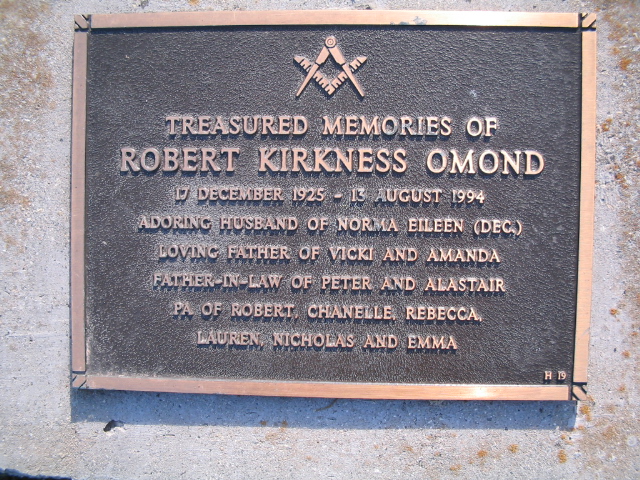 TREASURED MEMORIES OF
ROBERT KIRKNESS OMOND
17 DECEMBER 1925 - 13 AUGUST 1994
ADORING HUSBAND OF NORMA EILEEN (DEC.)
LOVING FATHER OF VICKI AND AMANDA
FATHER-IN-LAW OF PETER AND ALASTAIR
PA OF ROBERT, CHANELLE, REBECCA,
LAUREN, NICHOLAS AND EMMA
H 19